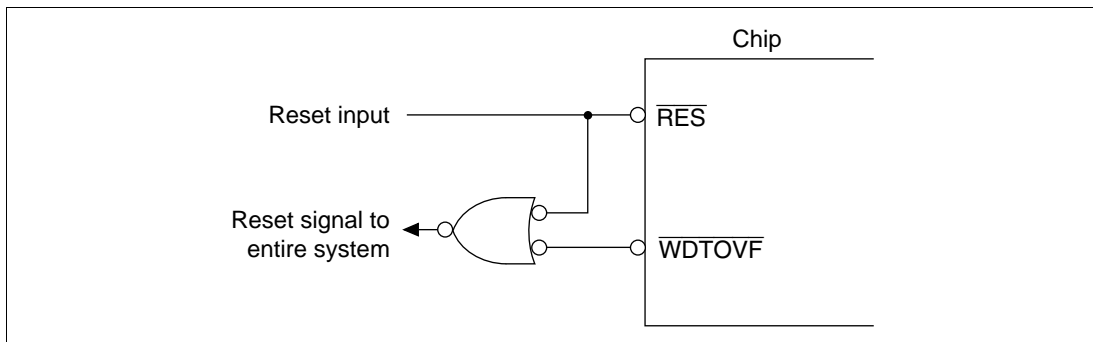 Chip
Reset input
RES
Reset signal to
entire system
WDTOVF